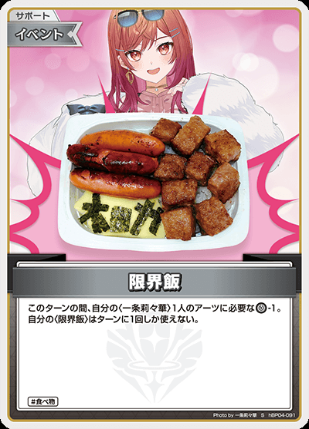 サポート
イベント
限界飯
このターンの間、自分の〈一条莉々華〉1人のアーツに必要な-1。
自分の〈限界飯〉はターンに1回しか使えない。
#食べ物
Photo by 一条莉々華 S hBP04-091